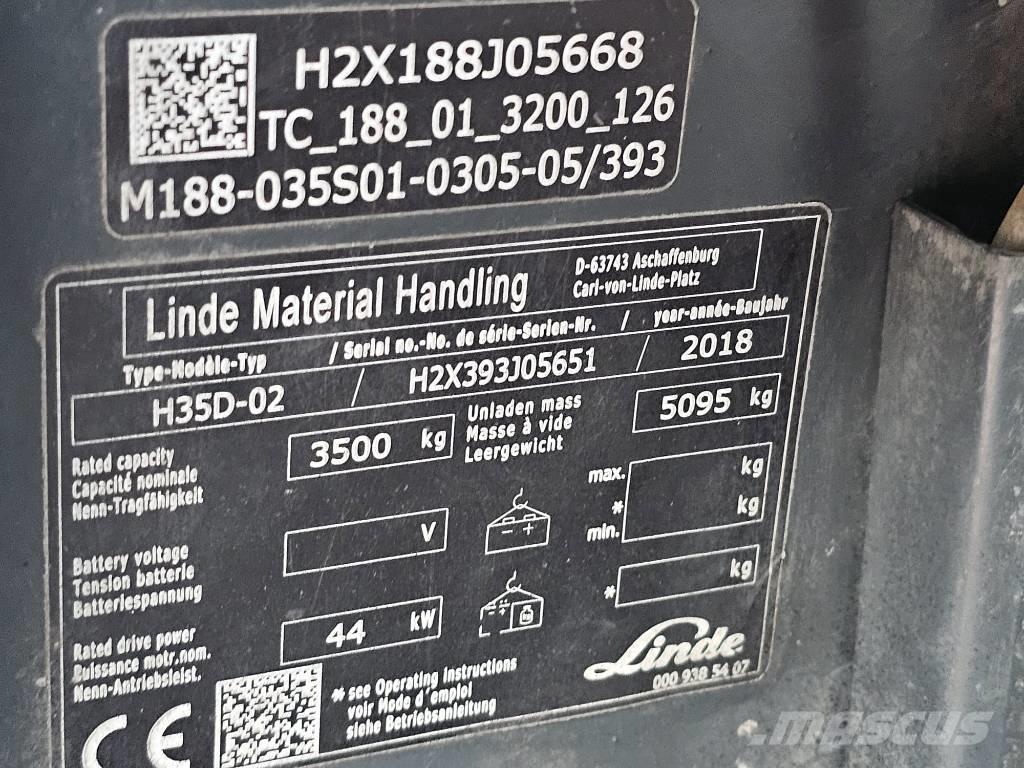 H2X188J05668
TC_188_01_3200_126
M188-035S01-0305-05/393
Linde Material Handling
D-63743 Aschaffenburg
Carl-von-Linde-Platz
Type-Modèle-Typ / Serial no.-No. de série-Serien-Nr. / year-année-Baujahr
H35D-02 / H2X393J05651 / 2018
Rated capacity
Capacité nominale
Nenn-Tragfähigkeit
3500 kg
Unladen mass
Masse à vide
Leergewicht
5095 kg
Battery voltage
Tension batterie
Batteriespannung
V
- +
max. kg
*
min. kg
Rated drive power
Puissance motr.nom.
Nenn-Antriebsleist.
44 kW
kg
* kg
CE
* see Operating Instructions
voir Mode d'emploi
siehe Betriebsanleitung
Linde
000 938 54 07
mascus